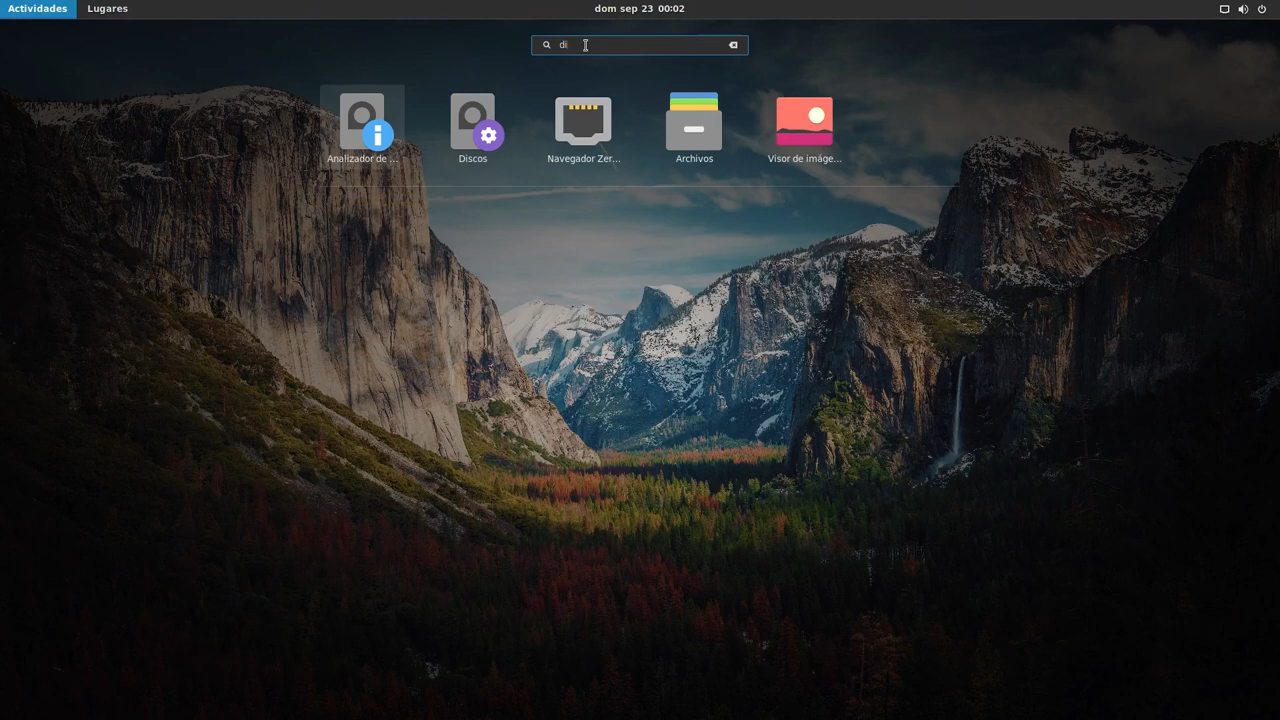 Actividades
Lugares
dom sep 23 00:02
di
Analizador de ...
Discos
Navegador Zer...
Archivos
Visor de imáge...